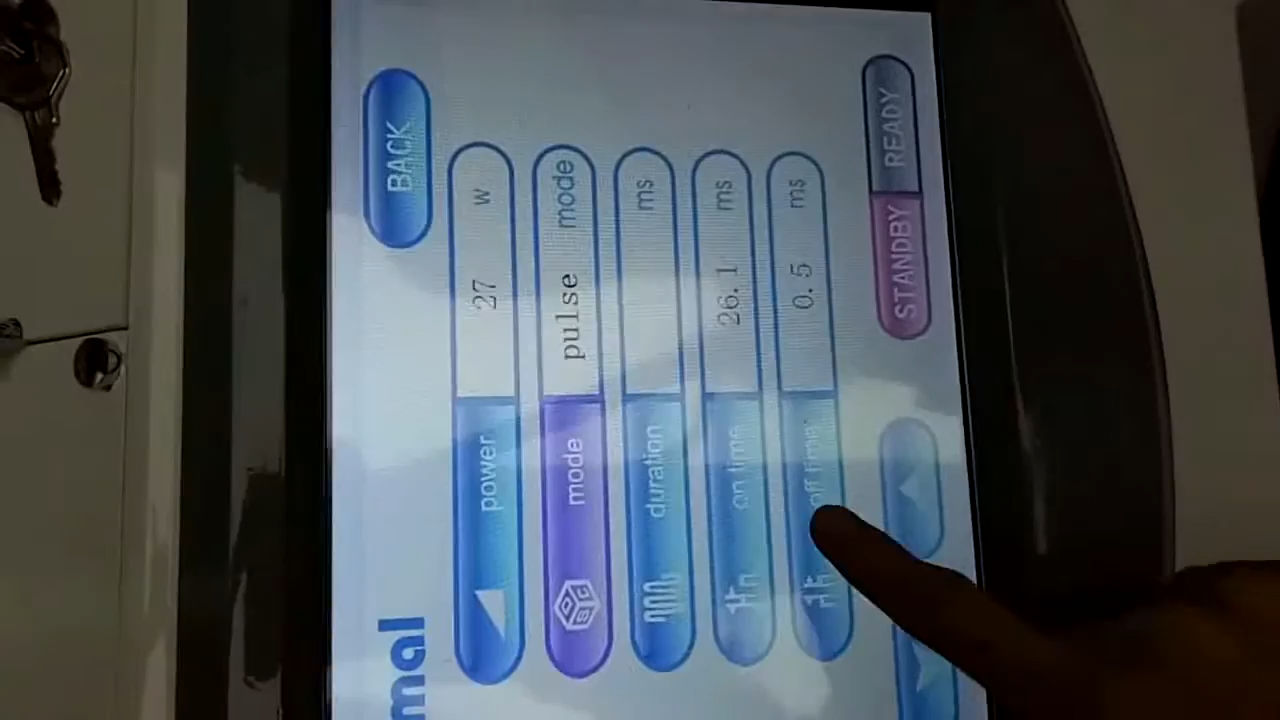 BACK
power 27 w
mode pulse mode
duration ms
on time 26.1 ms
off time 0.5 ms
STANDBY READY